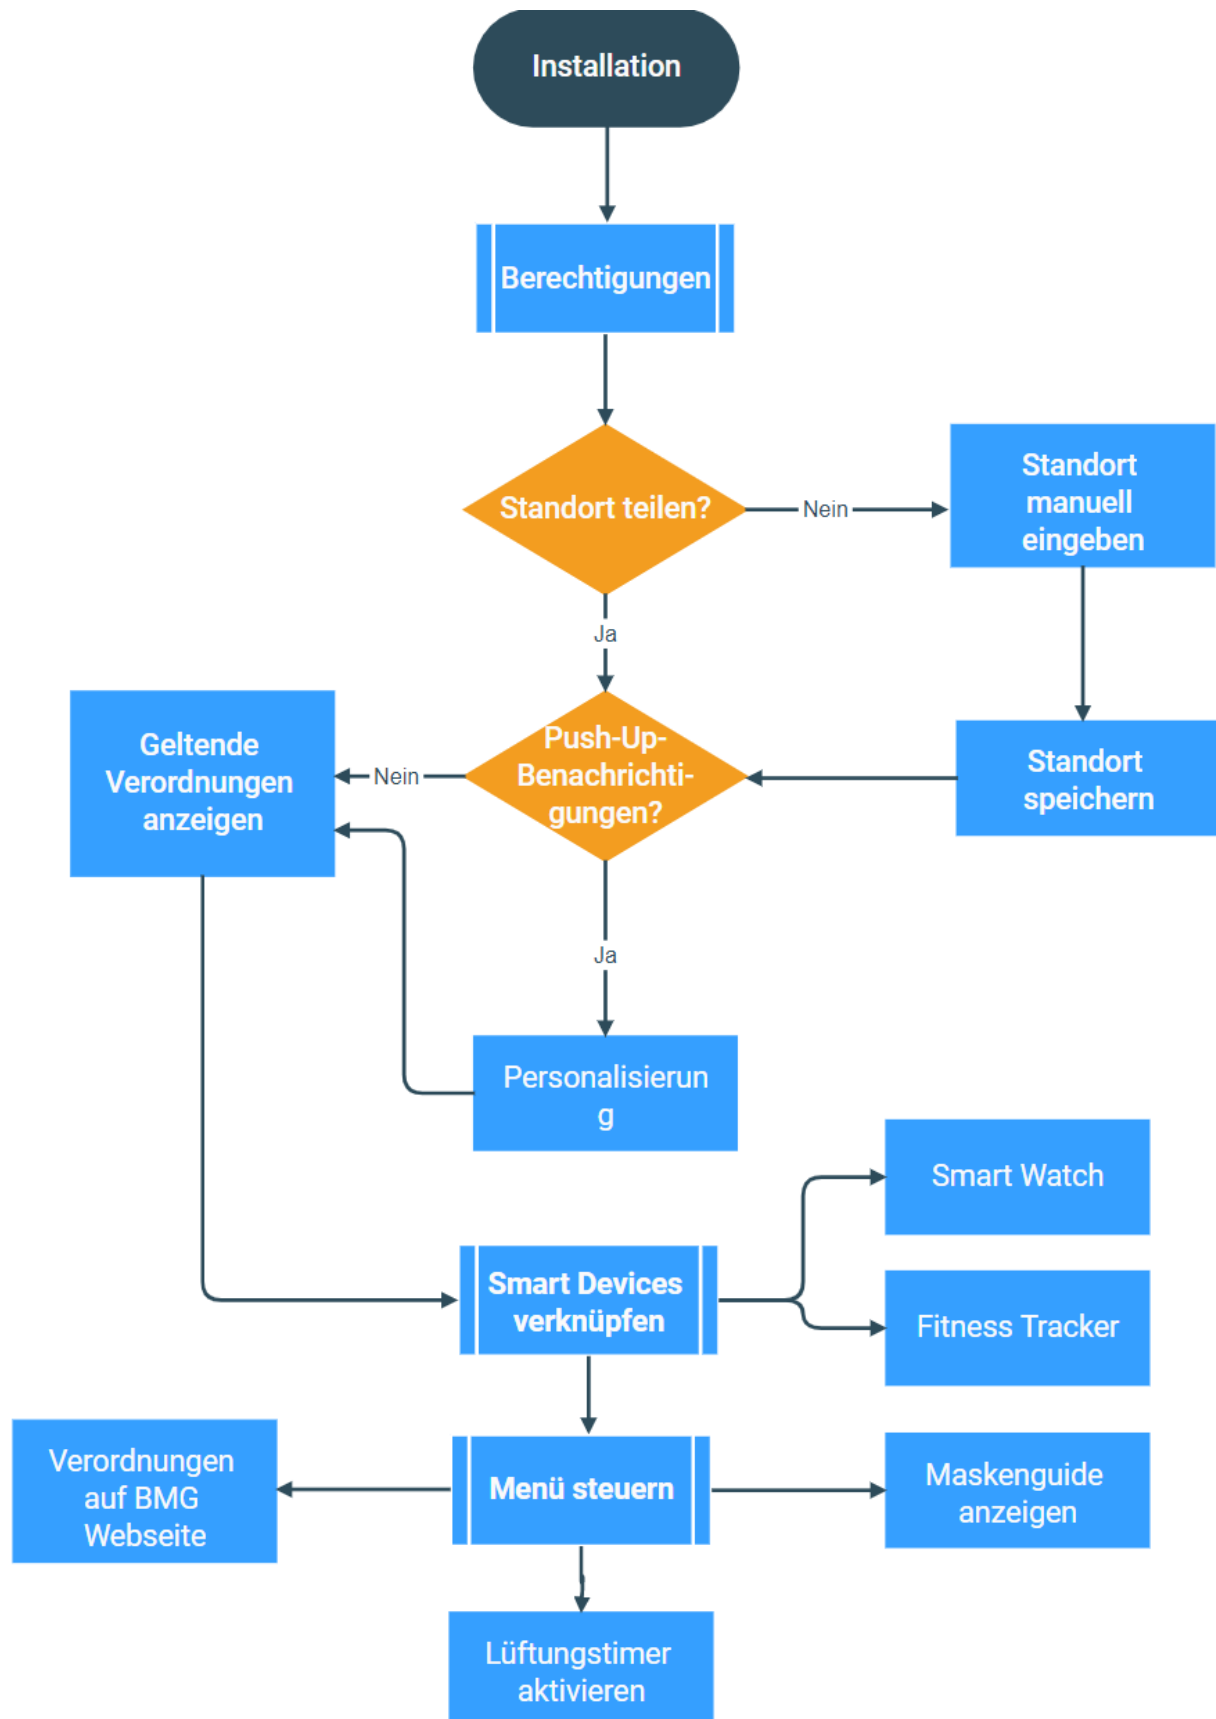 Installation
Berechtigungen
Standort teilen?
Nein
Standort
manuell
eingeben
Ja
Geltende
Verordnungen
anzeigen
Nein
Push-Up-
Benachrichti-
gungen?
Standort
speichern
Ja
Personalisierun
g
Smart Watch
Smart Devices
verknüpfen
Fitness Tracker
Verordnungen
auf BMG
Webseite
Menü steuern
Maskenguide
anzeigen
Lüftungstimer
aktivieren